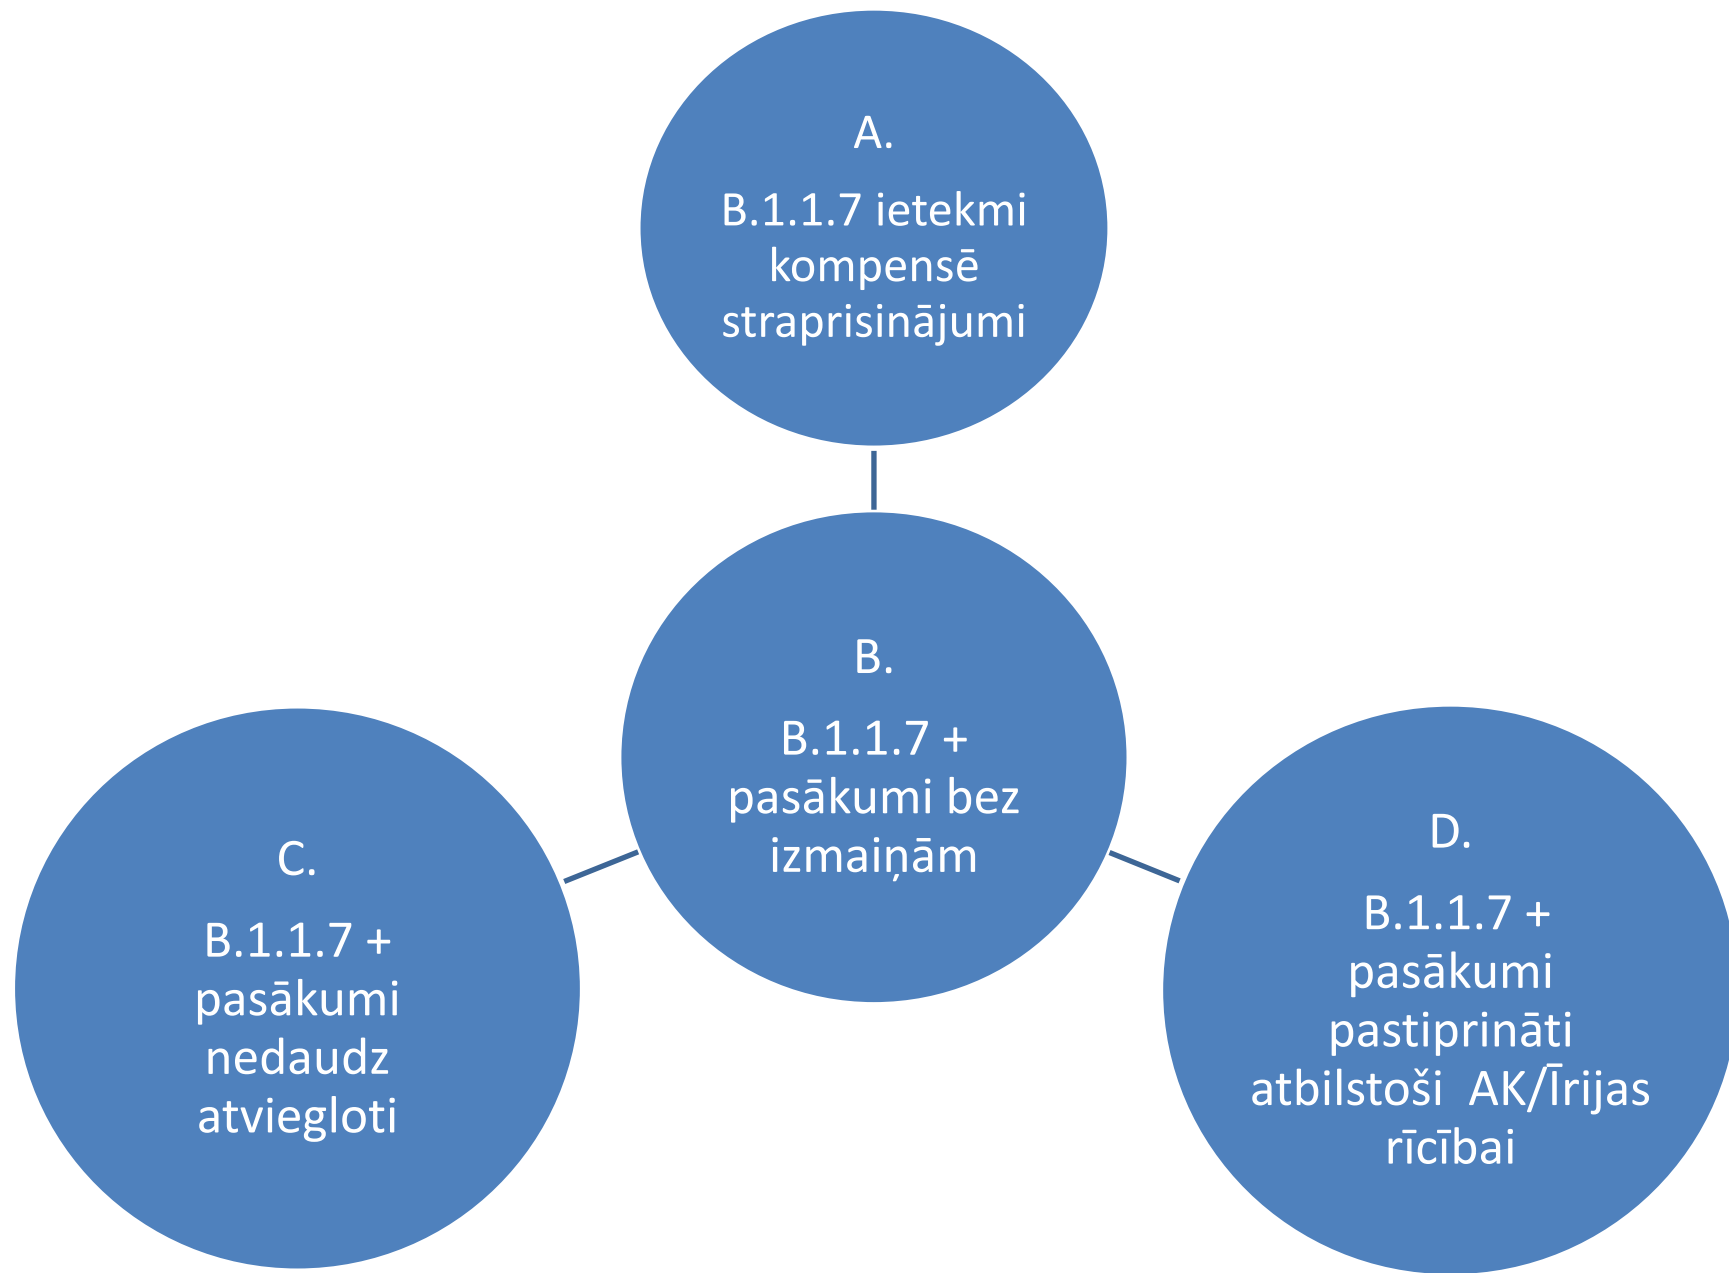 A.
B.1.1.7 ietekmi
kompensē
straprisinājumi
B.
B.1.1.7 +
pasākumi bez
izmaiņām
C.
B.1.1.7 +
pasākumi
nedaudz
atviegloti
D.
B.1.1.7 +
pasākumi
pastiprināti
atbilstoši  AK/Īrijas
rīcībai